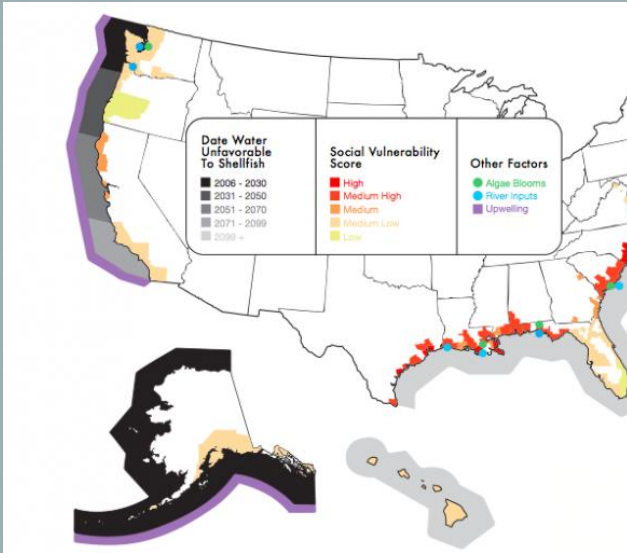 Date Water
Unfavorable
To Shellfish
2006 - 2030
2031 - 2050
2051 - 2070
2071 - 2099
2099 +
Social Vulnerability
Score
High
Medium High
Medium
Medium Low
Low
Other Factors
Algae Blooms
River Inputs
Upwelling